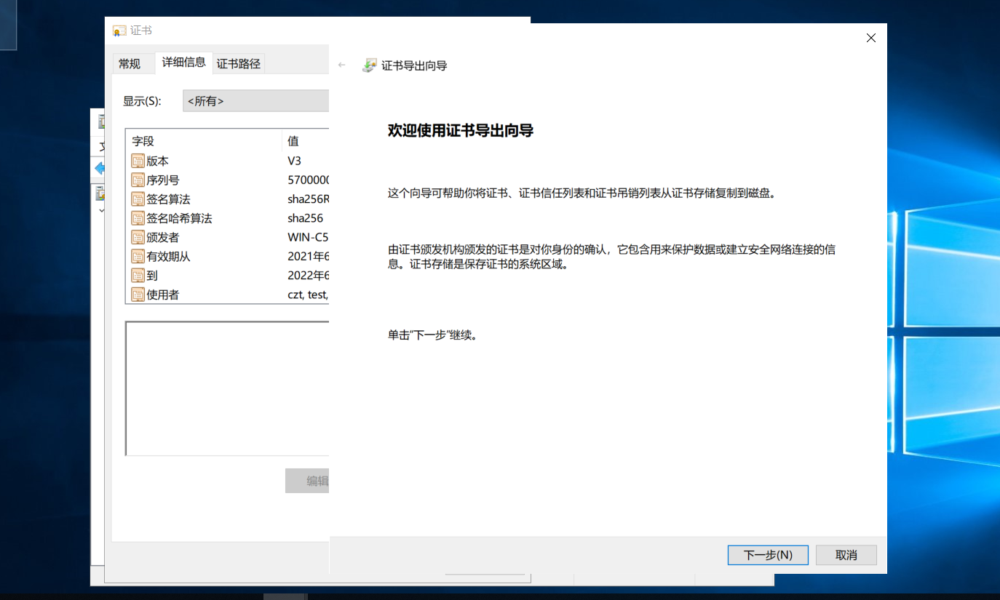 证书
常规 详细信息 证书路径
显示(S): <所有>
字段 值
版本 V3
序列号 5700000
签名算法 sha256R
签名哈希算法 sha256
颁发者 WIN-C5
有效期从 2021年6
到 2022年6
使用者 czt, test,
编辑
证书导出向导
欢迎使用证书导出向导
这个向导可帮助你将证书、证书信任列表和证书吊销列表从证书存储复制到磁盘。
由证书颁发机构颁发的证书是对你身份的确认，它包含用来保护数据或建立安全网络连接的信
息。证书存储是保存证书的系统区域。
单击"下一步"继续。
下一步(N) 取消